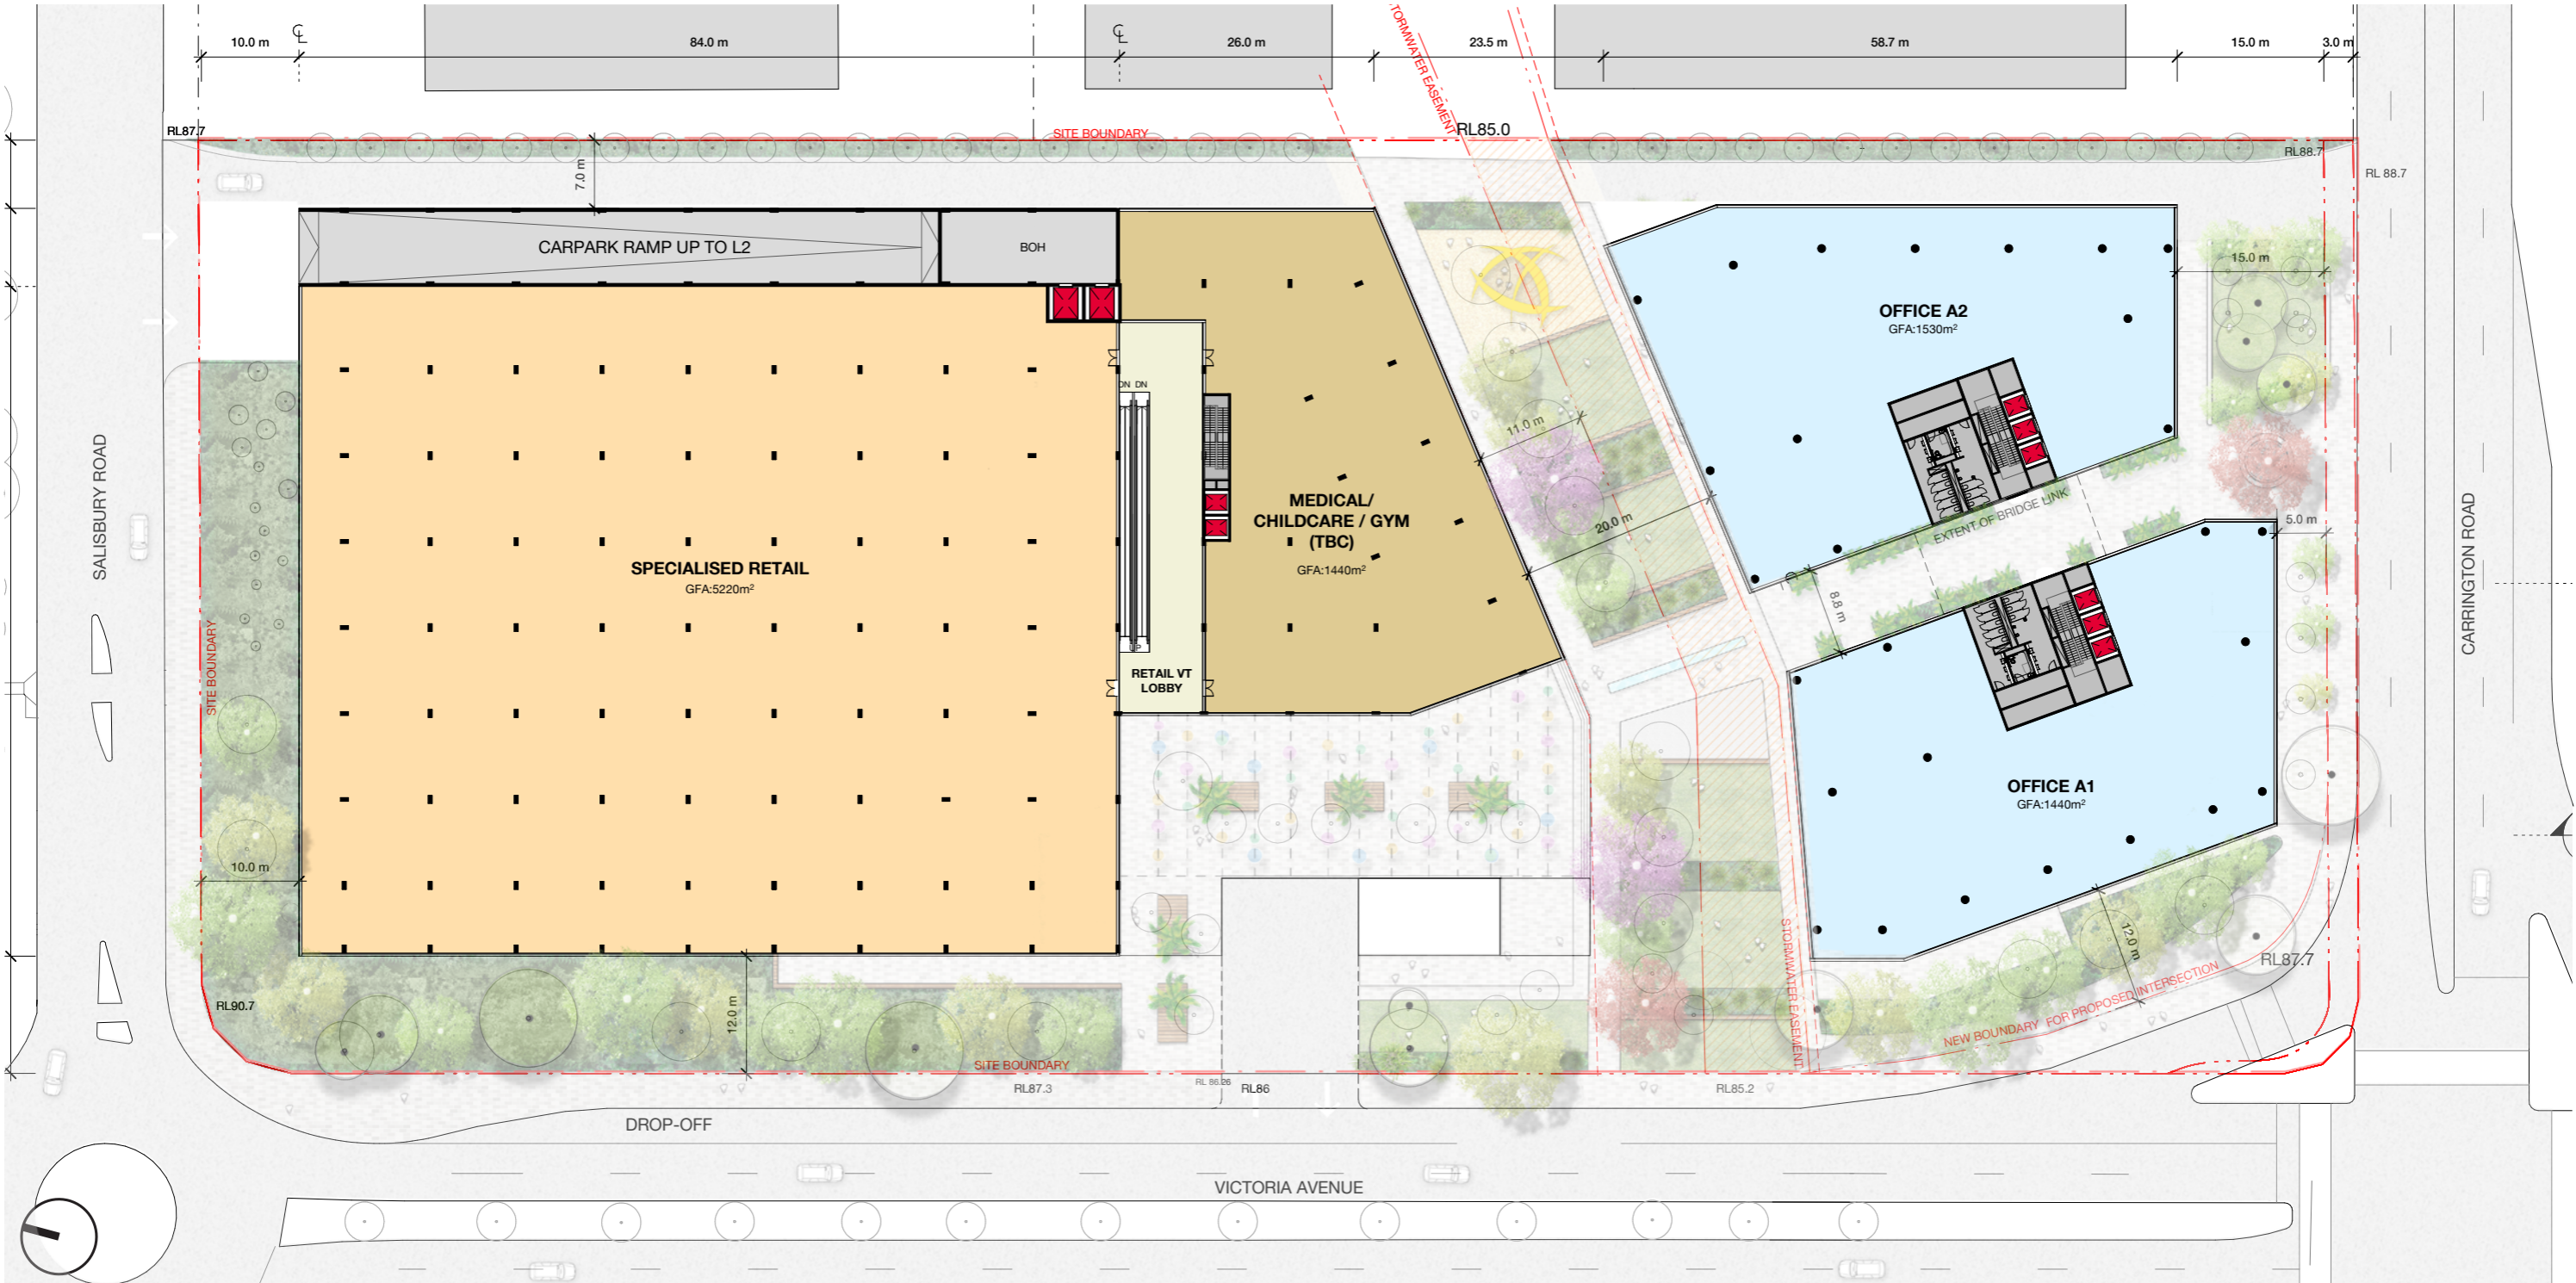 10.0 m
84.0 m
26.0 m
23.5 m
58.7 m
15.0 m
3.0 m
STORMWATER EASEMENT
RL87.7
SITE BOUNDARY
RL85.0
RL88.7
RL 88.7
7.0 m
CARPARK RAMP UP TO L2
BOH
15.0 m
OFFICE A2
GFA:1530m²
DN DN
11.0 m
20.0 m
SALISBURY ROAD
MEDICAL/
CHILDCARE / GYM
(TBC)
GFA:1440m²
EXTENT OF BRIDGE LINK
5.0 m
CARRINGTON ROAD
SPECIALISED RETAIL
GFA:5220m²
8.8 m
SITE BOUNDARY
UP
RETAIL VT
LOBBY
OFFICE A1
GFA:1440m²
10.0 m
STORMWATER EASEMENT
12.0 m
RL87.7
RL90.7
12.0 m
NEW BOUNDARY FOR PROPOSED INTERSECTION
SITE BOUNDARY
RL87.3
RL 86.26
RL86
RL85.2
DROP-OFF
VICTORIA AVENUE